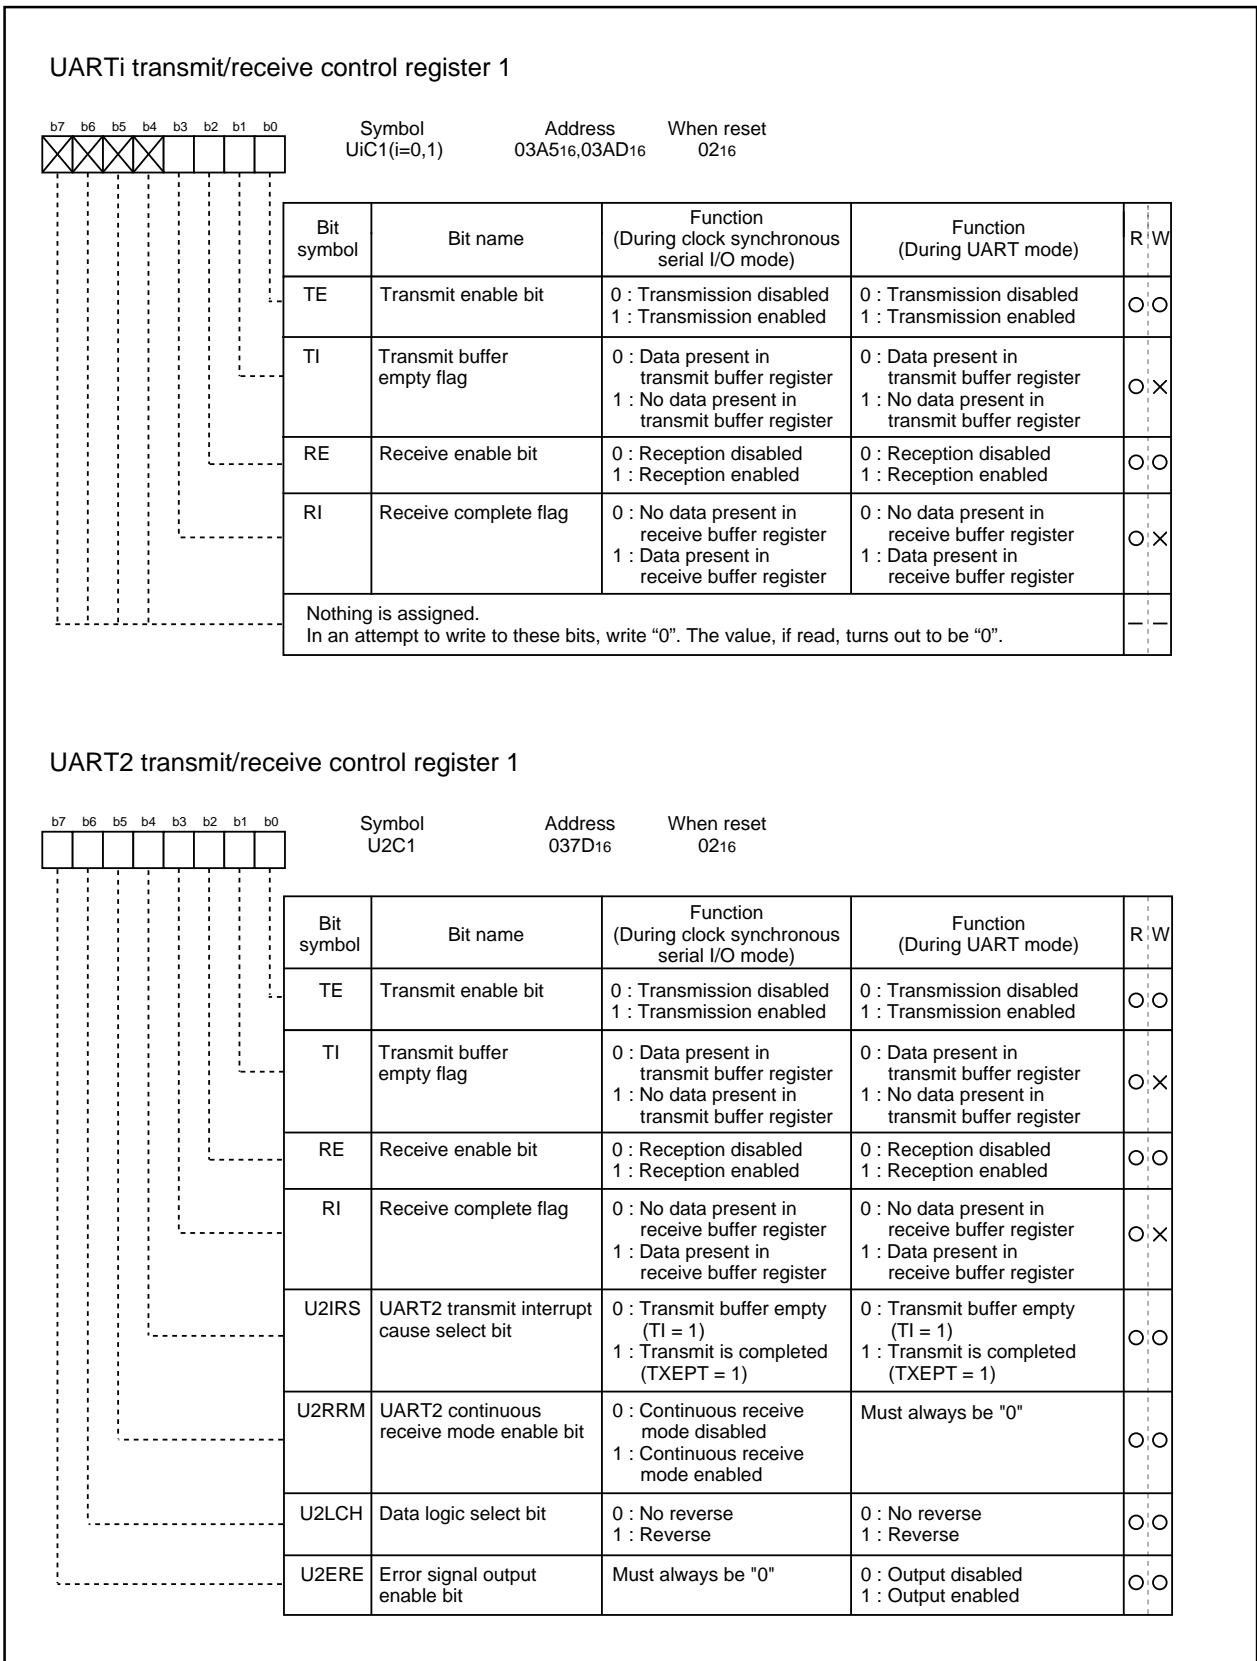 UARTi transmit/receive control register 1
b7 b6 b5 b4 b3 b2 b1 b0
Symbol Address When reset
UiC1(i=0,1) 03A516,03AD16 0216
Bit symbol Bit name Function (During clock synchronous serial I/O mode) Function (During UART mode) R W
TE Transmit enable bit 0 : Transmission disabled 0 : Transmission disabled
1 : Transmission enabled 1 : Transmission enabled
TI Transmit buffer 0 : Data present in 0 : Data present in
empty flag transmit buffer register transmit buffer register
1 : No data present in 1 : No data present in
transmit buffer register transmit buffer register
RE Receive enable bit 0 : Reception disabled 0 : Reception disabled
1 : Reception enabled 1 : Reception enabled
RI Receive complete flag 0 : No data present in 0 : No data present in
receive buffer register receive buffer register
1 : Data present in 1 : Data present in
receive buffer register receive buffer register
Nothing is assigned.
In an attempt to write to these bits, write “0”. The value, if read, turns out to be “0”.
UART2 transmit/receive control register 1
b7 b6 b5 b4 b3 b2 b1 b0
Symbol Address When reset
U2C1 037D16 0216
Bit symbol Bit name Function (During clock synchronous serial I/O mode) Function (During UART mode) R W
TE Transmit enable bit 0 : Transmission disabled 0 : Transmission disabled
1 : Transmission enabled 1 : Transmission enabled
TI Transmit buffer 0 : Data present in 0 : Data present in
empty flag transmit buffer register transmit buffer register
1 : No data present in 1 : No data present in
transmit buffer register transmit buffer register
RE Receive enable bit 0 : Reception disabled 0 : Reception disabled
1 : Reception enabled 1 : Reception enabled
RI Receive complete flag 0 : No data present in 0 : No data present in
receive buffer register receive buffer register
1 : Data present in 1 : Data present in
receive buffer register receive buffer register
U2IRS UART2 transmit interrupt 0 : Transmit buffer empty 0 : Transmit buffer empty
cause select bit (TI = 1) (TI = 1)
1 : Transmit is completed 1 : Transmit is completed
(TXEPT = 1) (TXEPT = 1)
U2RRM UART2 continuous 0 : Continuous receive Must always be "0"
receive mode enable bit mode disabled
1 : Continuous receive
mode enabled
U2LCH Data logic select bit 0 : No reverse 0 : No reverse
1 : Reverse 1 : Reverse
U2ERE Error signal output Must always be "0" 0 : Output disabled
enable bit 1 : Output enabled